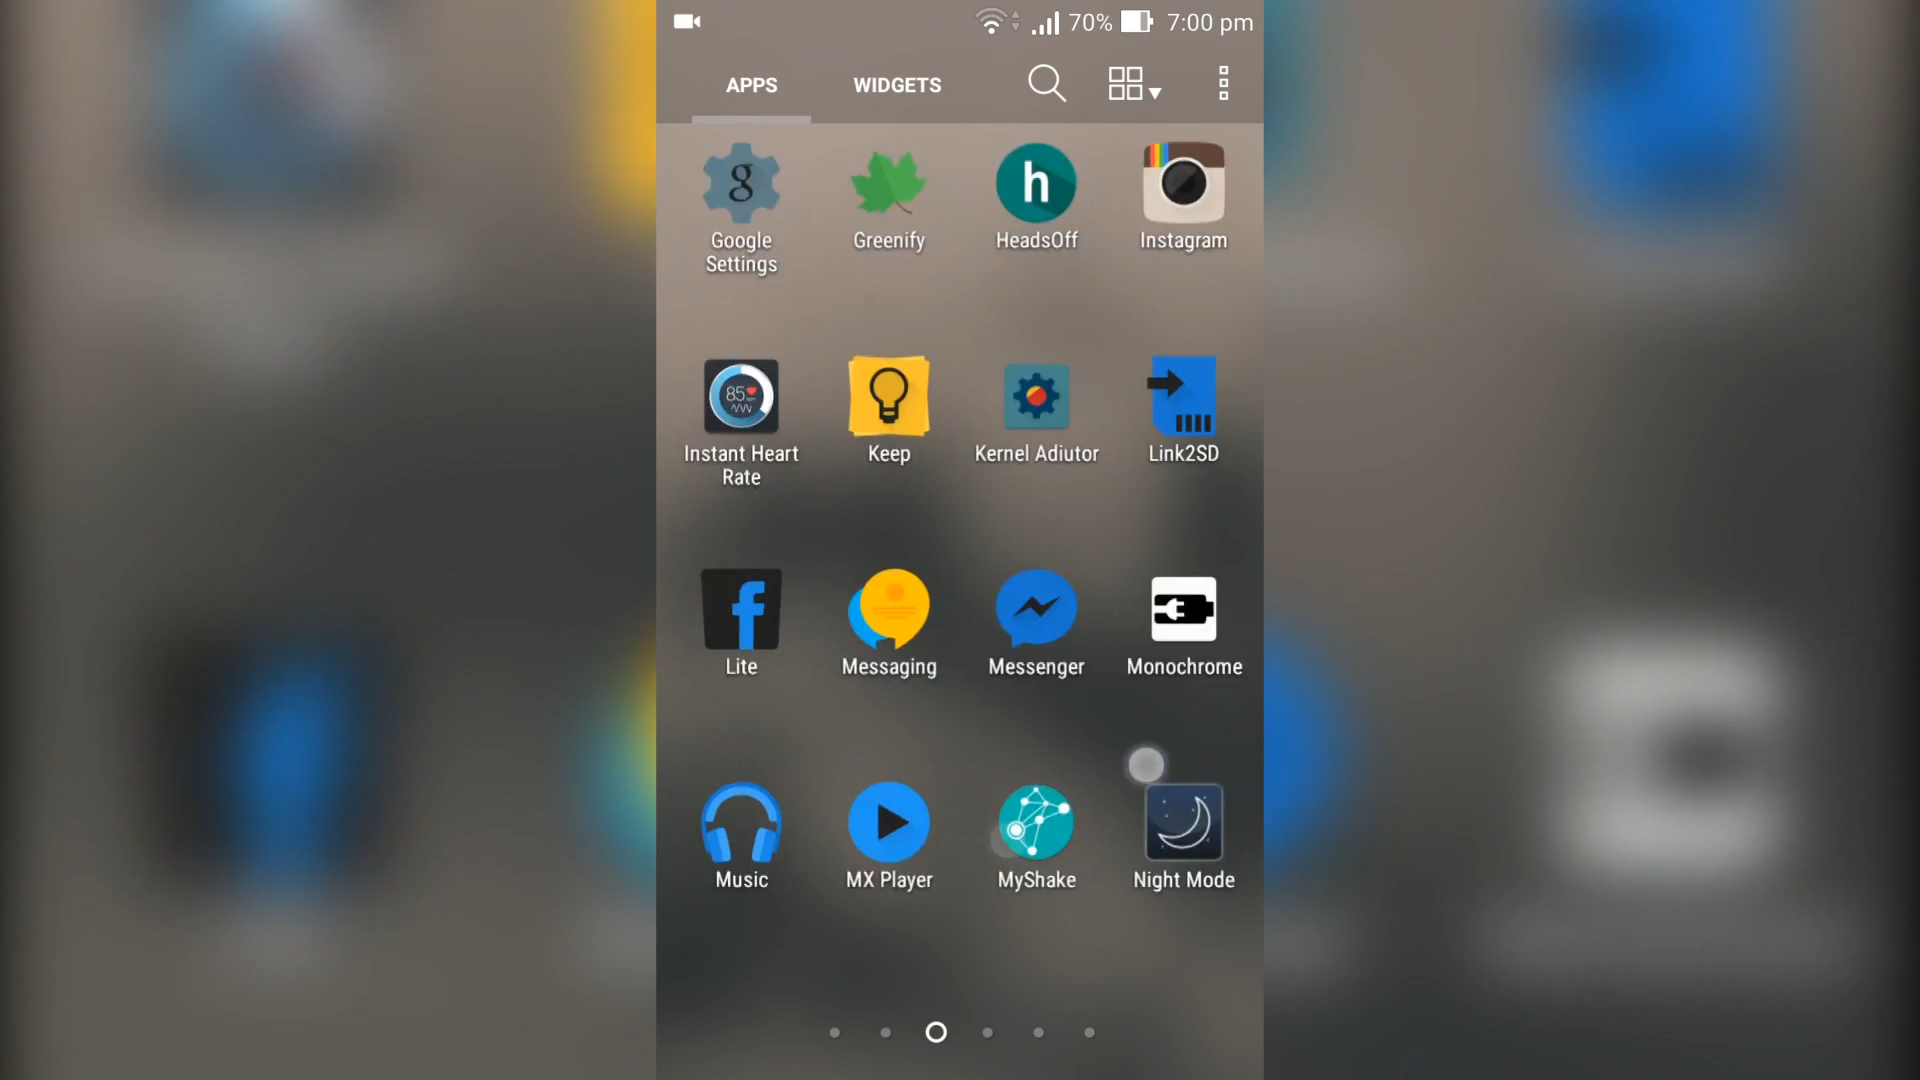 70% 7:00 pm
APPS WIDGETS
g h
Google Settings Greenify HeadsOff Instagram
85
Instant Heart Rate Keep Kernel Adiutor Link2SD
f
Lite Messaging Messenger Monochrome
Music MX Player MyShake Night Mode